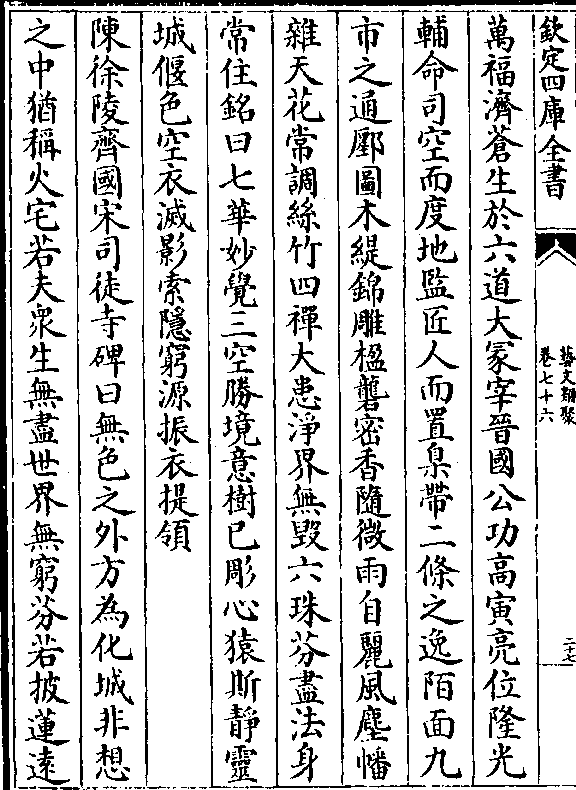 欽定四庫全書
藝文類聚
卷七十六
二十七
萬福濟蒼生於六道大冢宰晉國公功高寅亮位隆光
輔命司空而度地監匠人而置臬帶二條之逸陌面九
市之通鄽圖木緹錦雕楹礱密香隨微雨自麗風塵幡
雜天花常調絲竹四禪大患淨界無毀六珠芬盡法身
常住銘曰七華妙覺三空勝境意樹已彫心猿斯靜靈
城偃色空衣滅影索隱窮源振衣提領
陳徐陵齊國宋司徒寺碑曰無色之外方為化城非想
之中猶稱火宅若夫衆生無盡世界無窮芬若披蓮遠